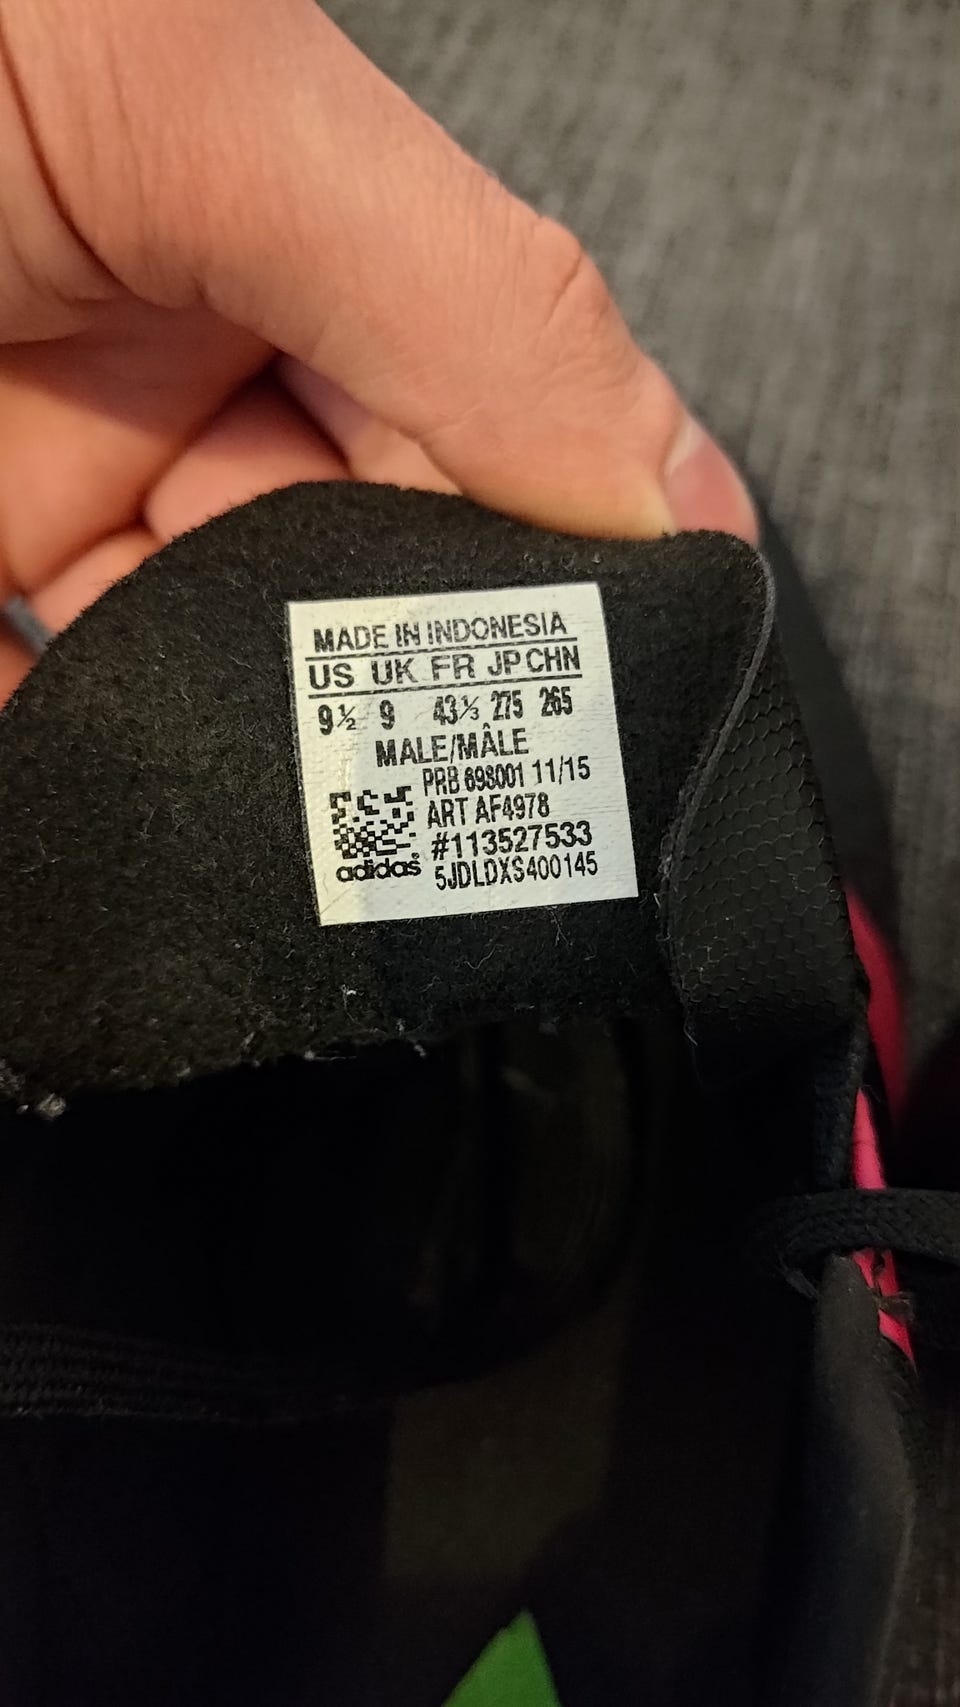 MADE IN INDONESIA
US UK FR JP CHN
9½ 9 43⅓ 275 265
MALE/MÂLE
PRB 698001 11/15
ART AF4978
#113527533
adidas® 5JDLDXS400145